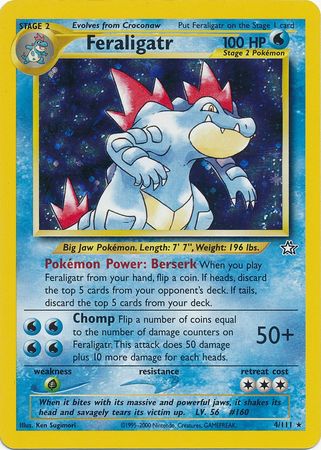 STAGE 2 Evolves from Croconaw Put Feraligatr on the Stage 1 card
Feraligatr 100 HP
Stage 2 Pokémon
Big Jaw Pokémon. Length: 7' 7", Weight: 196 lbs.
Pokémon Power: Berserk When you play
Feraligatr from your hand, flip a coin. If heads, discard
the top 5 cards from your opponent's deck. If tails,
discard the top 5 cards from your deck.
Chomp Flip a number of coins equal
to the number of damage counters on
Feraligatr. This attack does 50 damage
plus 10 more damage for each heads.
50+
weakness resistance retreat cost
When it bites with its massive and powerful jaws, it shakes its
head and savagely tears its victim up. LV. 56 #160
Illus. Ken Sugimori ©1995-2000 Nintendo, Creatures, GAMEFREAK. 4/111 ★